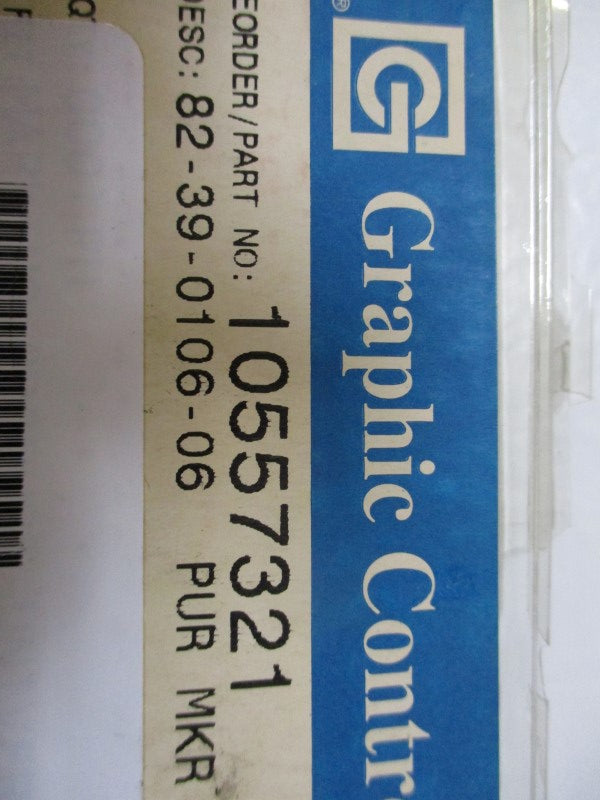 ® Graphic Contr
EORDER/PART NO: 10557321
DESC: 82-39-0106-06 PUR MKR